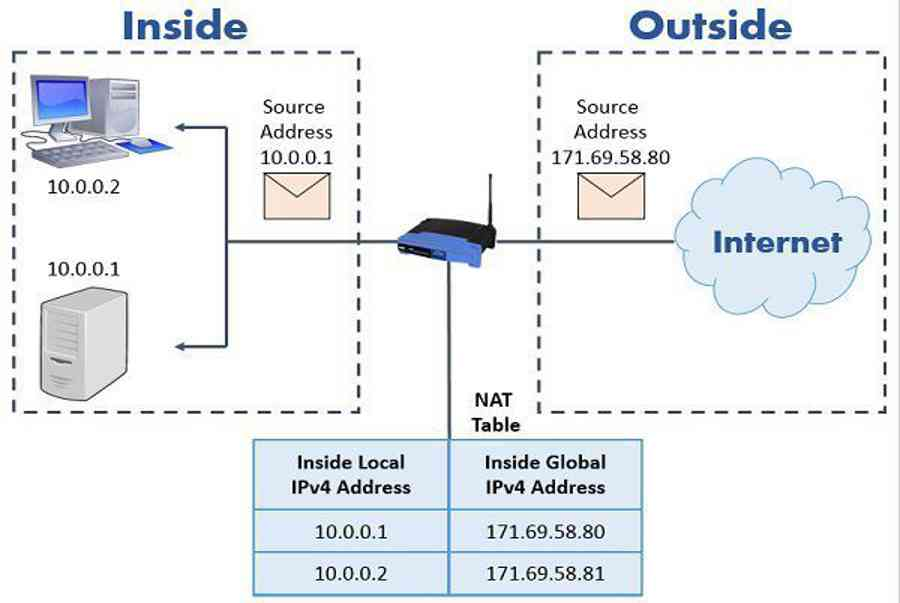 Inside
Outside
Source
Address
10.0.0.1
Source
Address
171.69.58.80
10.0.0.2
Internet
10.0.0.1
NAT
Table
Inside Local
IPv4 Address
Inside Global
IPv4 Address
10.0.0.1
171.69.58.80
10.0.0.2
171.69.58.81